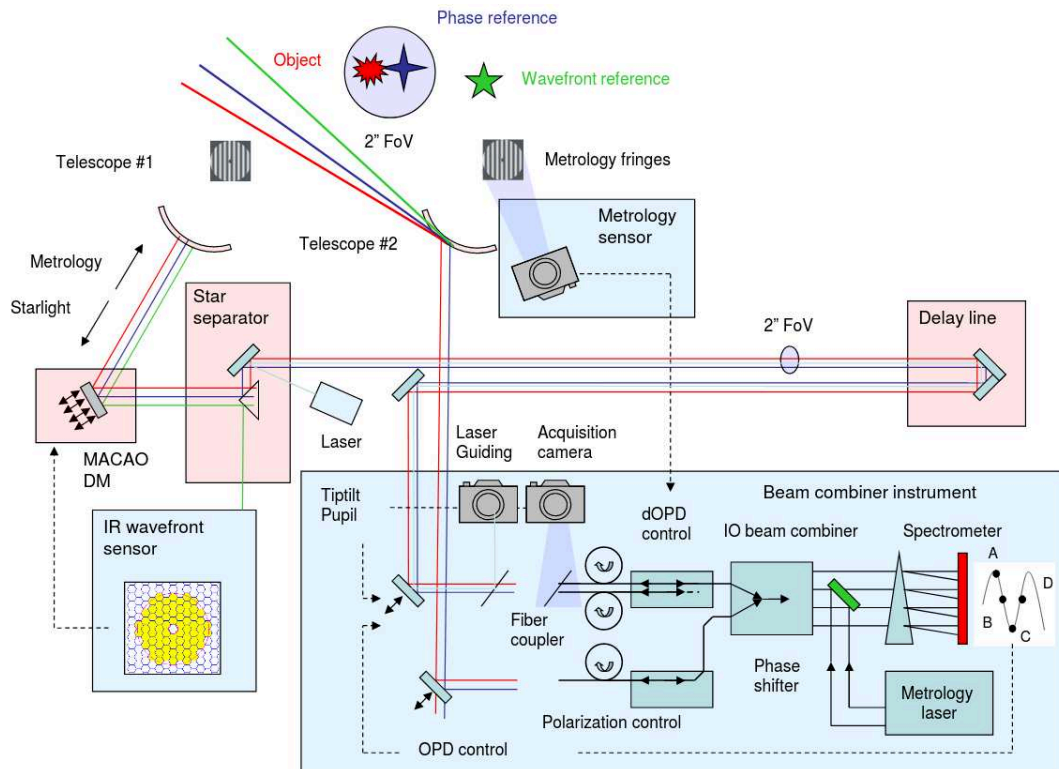 Phase reference
Object
Wavefront reference
2" FoV
Telescope #1
Metrology fringes
Telescope #2
Metrology
sensor
Metrology
Starlight
Star
separator
2" FoV
Delay line
Laser
MACAO
DM
Laser
Guiding
Acquisition
camera
Tiptilt
Pupil
Beam combiner instrument
dOPD
control
IO beam combiner
Spectrometer
IR wavefront
sensor
A
D
B
C
Fiber
coupler
Phase
shifter
Metrology
laser
Polarization control
OPD control